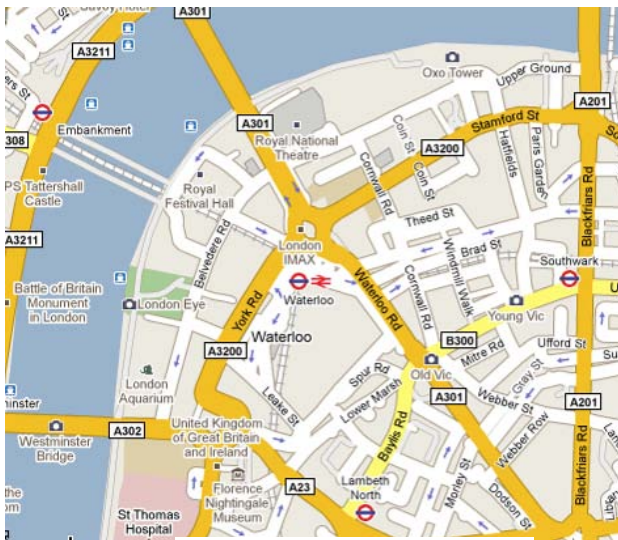 Savoy Hotel
A301
A3211
Oxo Tower
Upper Ground
A201
Embankment
308
A301
Royal National
Theatre
Stamford St
A3200
Coin St
Coin St
Hatfields
Paris Garden
Cornwall Rd
PS Tattershall
Castle
Royal
Festival Hall
Belvedere Rd
Theed St
Blackfriars Rd
A3211
London
IMAX
Brad St
Windmill Walk
Southwark
Battle of Britain
Monument
in London
London Eye
York Rd
Waterloo
Waterloo Rd
Cornwall Rd
Young Vic
Waterloo
B300
Mitre Rd
Ufford St
A3200
Old Vic
Spur Rd
Gray St
London
Aquarium
Leake St
Lower Marsh
Webber St
A301
A201
minster
Westminster
Bridge
A302
United Kingdom
of Great Britain
and Ireland
Baylis Rd
Webber Row
Blackfriars Rd
Morley St
A23
Lambeth
North
Florence
Nightingale
Museum
Dodson St
St Thomas
Hospital